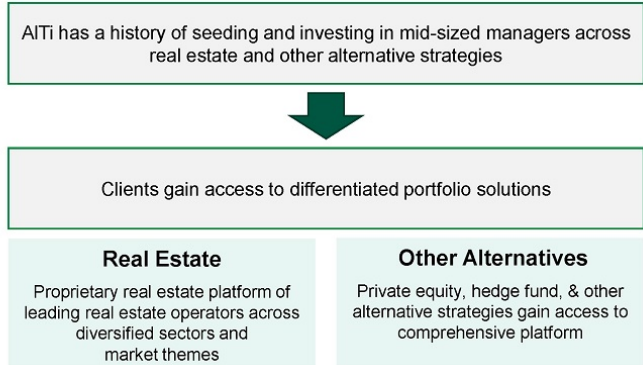 AlTi has a history of seeding and investing in mid-sized managers across
real estate and other alternative strategies
Clients gain access to differentiated portfolio solutions
Real Estate
Proprietary real estate platform of
leading real estate operators across
diversified sectors and
market themes
Other Alternatives
Private equity, hedge fund, & other
alternative strategies gain access to
comprehensive platform